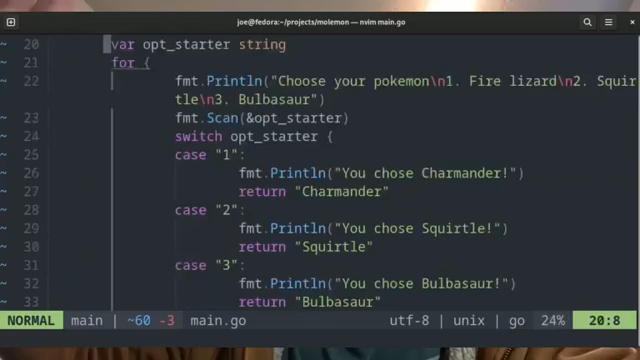 joe@fedora:~/projects/molemon — nvim main.go
~ 20 var opt_starter string
~ 21 for {
~ 22 fmt.Println("Choose your pokemon\n1. Fire lizard\n2. Squir
tle\n3. Bulbasaur")
~ 23 fmt.Scan(&opt_starter)
~ 24 switch opt_starter {
~ 25 case "1":
~ 26 fmt.Println("You chose Charmander!")
~ 27 return "Charmander"
~ 28 case "2":
~ 29 fmt.Println("You chose Squirtle!")
~ 30 return "Squirtle"
~ 31 case "3":
~ 32 fmt.Println("You chose Bulbasaur!")
~ 33 return "Bulbasaur"
NORMAL main | ~60 -3 main.go utf-8 | unix | go 24% 20:8